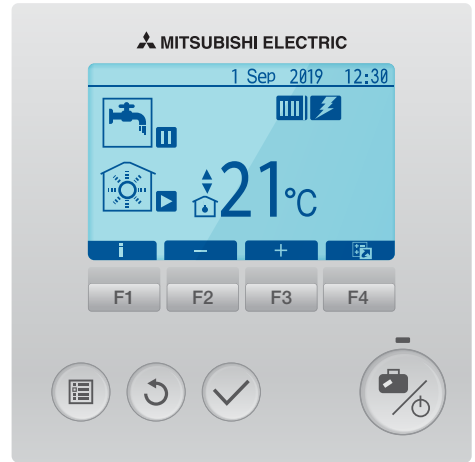 MITSUBISHI ELECTRIC
1 Sep 2019 12:30
21°C
i − +
F1 F2 F3 F4